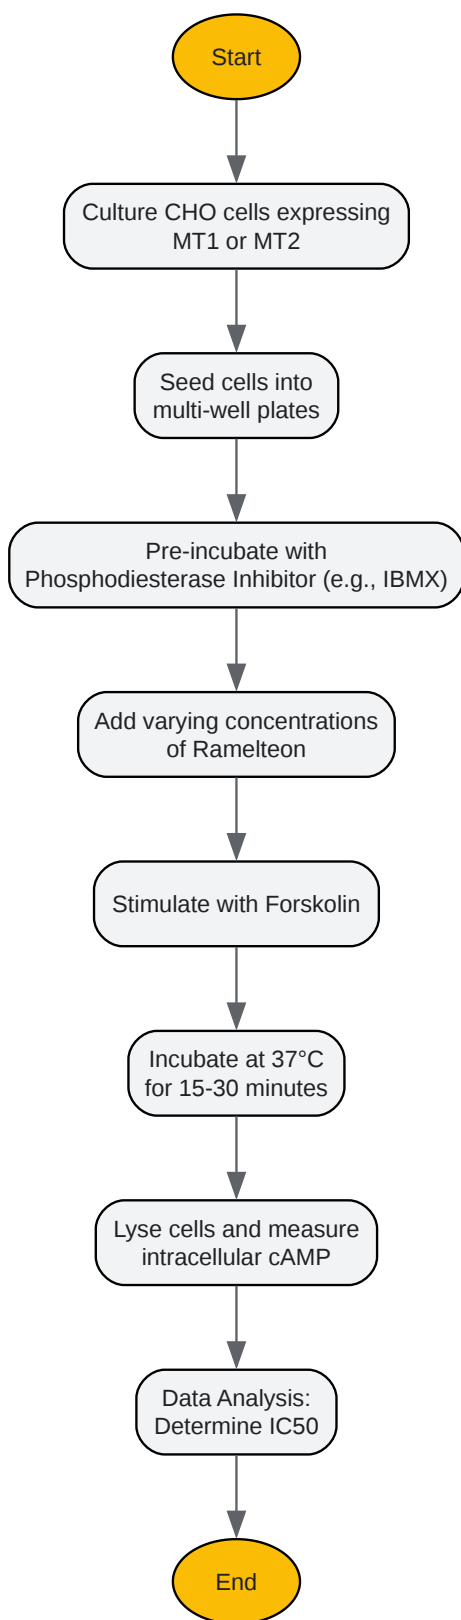 Start
Culture CHO cells expressing
MT1 or MT2
Seed cells into
multi-well plates
Pre-incubate with
Phosphodiesterase Inhibitor (e.g., IBMX)
Add varying concentrations
of Ramelteon
Stimulate with Forskolin
Incubate at 37°C
for 15-30 minutes
Lyse cells and measure
intracellular cAMP
Data Analysis:
Determine IC50
End